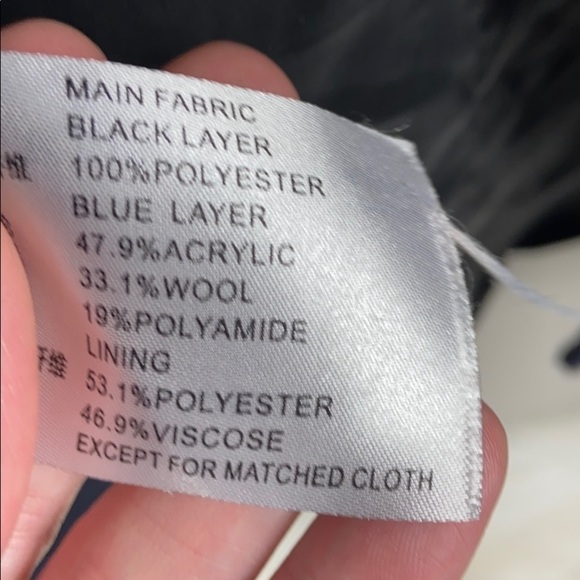 MAIN FABRIC
BLACK LAYER
100%POLYESTER
BLUE LAYER
47.9%ACRYLIC
33.1%WOOL
19%POLYAMIDE
LINING
53.1%POLYESTER
46.9%VISCOSE
EXCEPT FOR MATCHED CLOTH